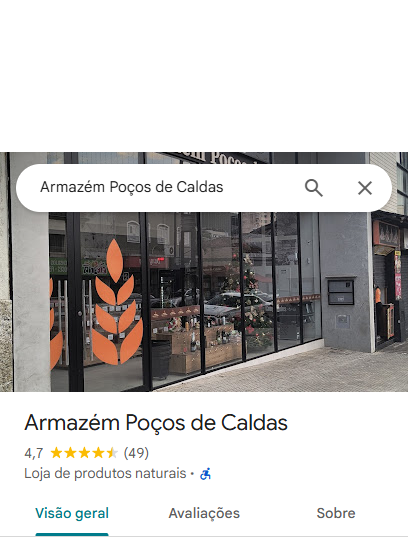 Armazém Poços de Caldas
Armazém Poços de Caldas
4,7 (49)
Loja de produtos naturais ·
Visão geral
Avaliações
Sobre